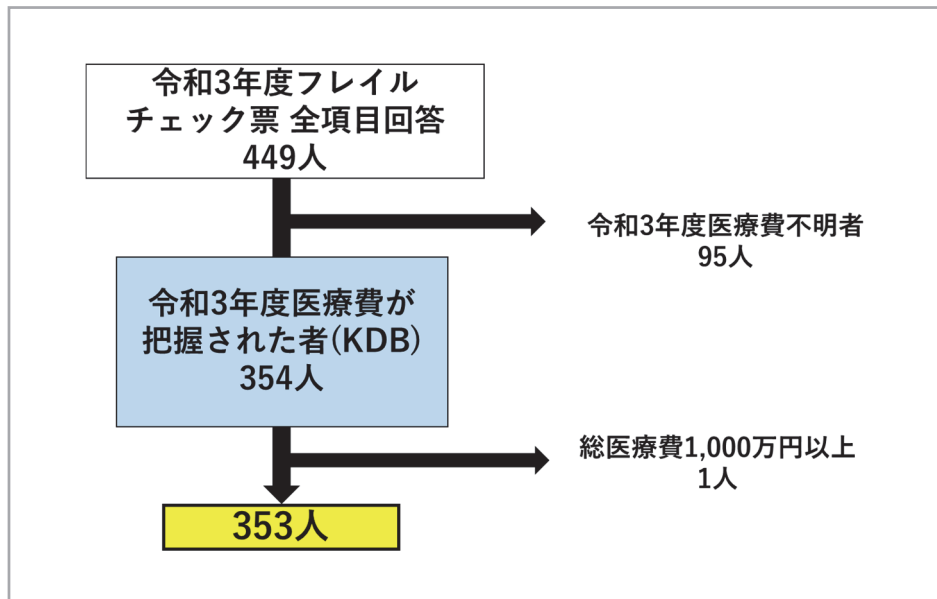 令和3年度フレイル
チェック票 全項目回答
449人
令和3年度医療費不明者
95人
令和3年度医療費が
把握された者(KDB)
354人
総医療費1,000万円以上
1人
353人